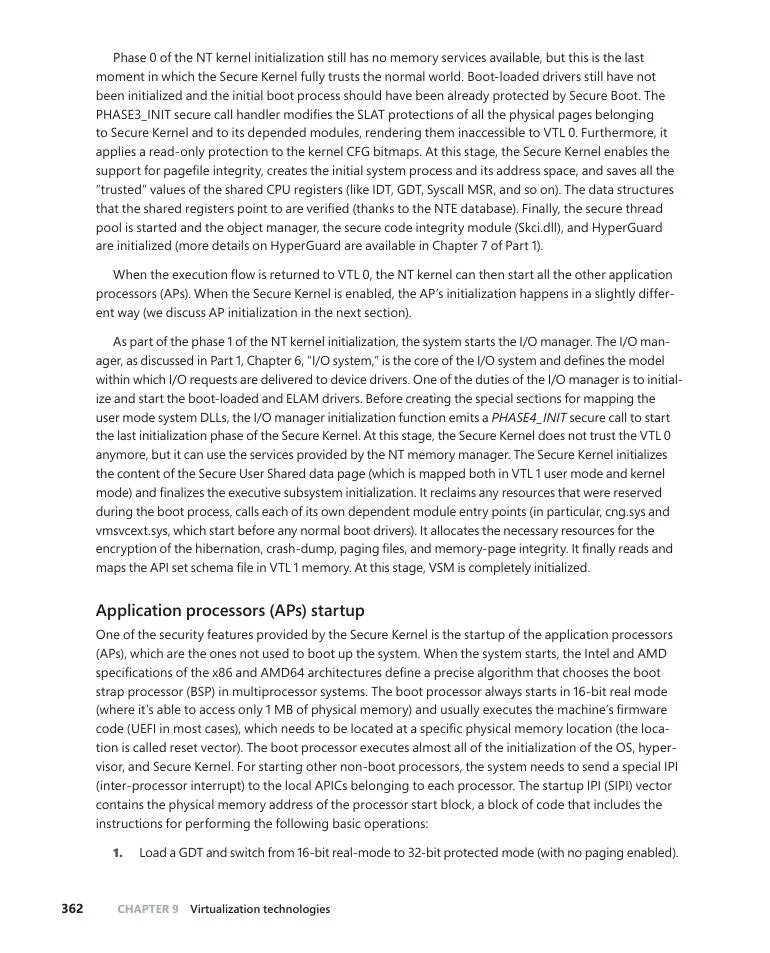 Phase 0 of the NT kernel initialization still has no memory services available, but this is the last
moment in which the Secure Kernel fully trusts the normal world. Boot-loaded drivers still have not
been initialized and the initial boot process should have been already protected by Secure Boot. The
PHASE3_INIT secure call handler modifies the SLAT protections of all the physical pages belonging
to Secure Kernel and to its depended modules, rendering them inaccessible to VTL 0. Furthermore, it
applies a read-only protection to the kernel CFG bitmaps. At this stage, the Secure Kernel enables the
support for pagefile integrity, creates the initial system process and its address space, and saves all the
“trusted” values of the shared CPU registers (like IDT, GDT, Syscall MSR, and so on). The data structures
that the shared registers point to are verified (thanks to the NTE database). Finally, the secure thread
pool is started and the object manager, the secure code integrity module (Skci.dll), and HyperGuard
are initialized (more details on HyperGuard are available in Chapter 7 of Part 1).
When the execution flow is returned to VTL 0, the NT kernel can then start all the other application
processors (APs). When the Secure Kernel is enabled, the AP’s initialization happens in a slightly differ-
ent way (we discuss AP initialization in the next section).
As part of the phase 1 of the NT kernel initialization, the system starts the I/O manager. The I/O man-
ager, as discussed in Part 1, Chapter 6, “I/O system,” is the core of the I/O system and defines the model
within which I/O requests are delivered to device drivers. One of the duties of the I/O manager is to initial-
ize and start the boot-loaded and ELAM drivers. Before creating the special sections for mapping the
user mode system DLLs, the I/O manager initialization function emits a PHASE4_INIT secure call to start
the last initialization phase of the Secure Kernel. At this stage, the Secure Kernel does not trust the VTL 0
anymore, but it can use the services provided by the NT memory manager. The Secure Kernel initializes
the content of the Secure User Shared data page (which is mapped both in VTL 1 user mode and kernel
mode) and finalizes the executive subsystem initialization. It reclaims any resources that were reserved
during the boot process, calls each of its own dependent module entry points (in particular, cng.sys and
vmsvcext.sys, which start before any normal boot drivers). It allocates the necessary resources for the
encryption of the hibernation, crash-dump, paging files, and memory-page integrity. It finally reads and
maps the API set schema file in VTL 1 memory. At this stage, VSM is completely initialized.
Application processors (APs) startup
One of the security features provided by the Secure Kernel is the startup of the application processors
(APs), which are the ones not used to boot up the system. When the system starts, the Intel and AMD
specifications of the x86 and AMD64 architectures define a precise algorithm that chooses the boot
strap processor (BSP) in multiprocessor systems. The boot processor always starts in 16-bit real mode
(where it’s able to access only 1 MB of physical memory) and usually executes the machine’s firmware
code (UEFI in most cases), which needs to be located at a specific physical memory location (the loca-
tion is called reset vector). The boot processor executes almost all of the initialization of the OS, hyper-
visor, and Secure Kernel. For starting other non-boot processors, the system needs to send a special IPI
(inter-processor interrupt) to the local APICs belonging to each processor. The startup IPI (SIPI) vector
contains the physical memory address of the processor start block, a block of code that includes the
instructions for performing the following basic operations:
1. Load a GDT and switch from 16-bit real-mode to 32-bit protected mode (with no paging enabled).
362 CHAPTER 9 Virtualization technologies